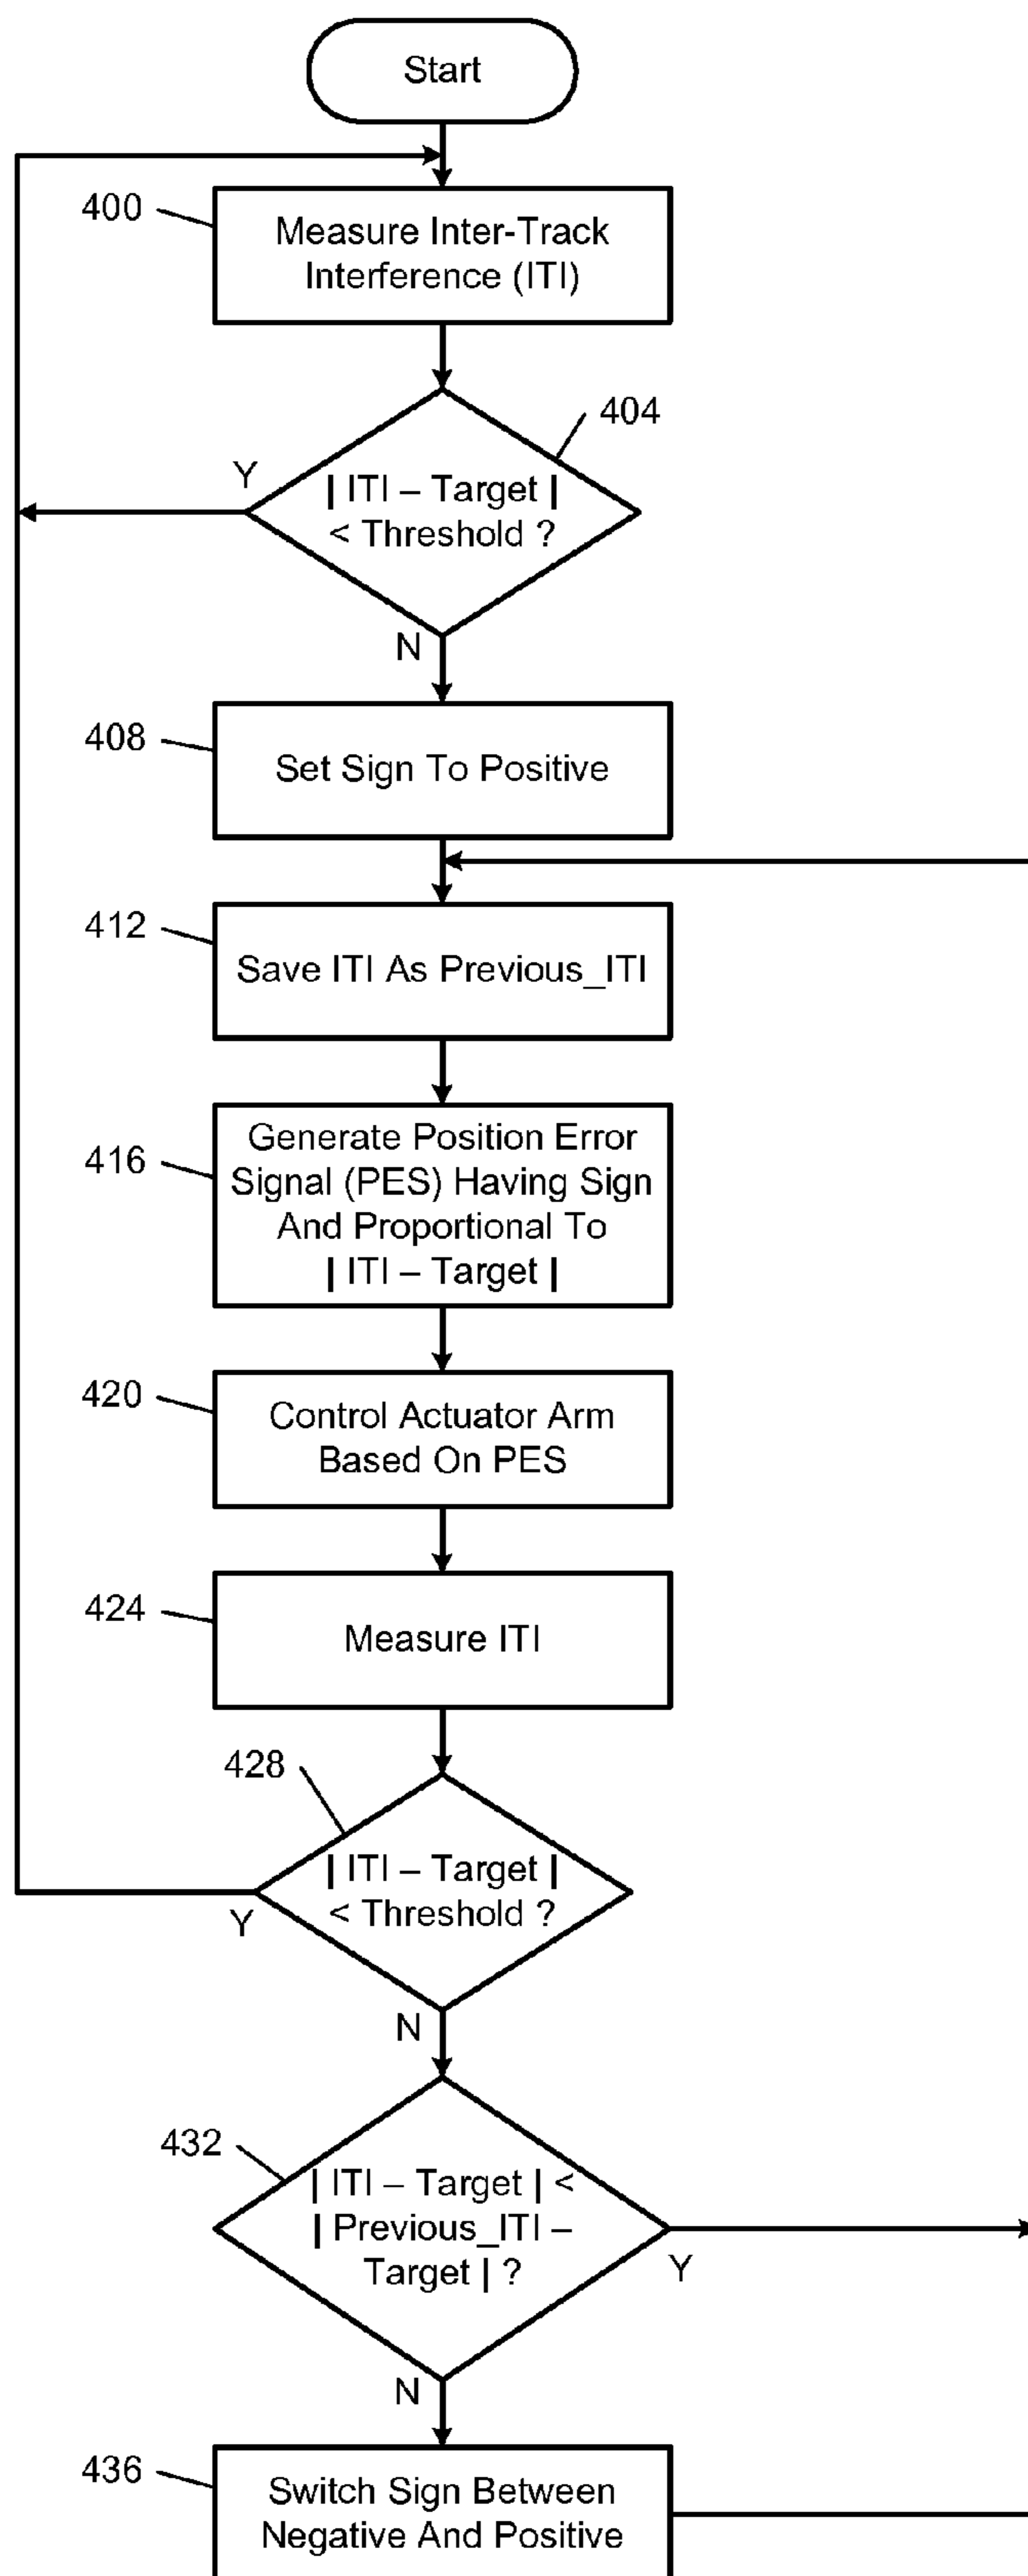 Start
400
Measure Inter-Track
Interference (ITI)
404
Y
| ITI – Target |
< Threshold ?
N
408
Set Sign To Positive
412
Save ITI As Previous_ITI
416
Generate Position Error
Signal (PES) Having Sign
And Proportional To
| ITI – Target |
420
Control Actuator Arm
Based On PES
424
Measure ITI
428
| ITI – Target |
< Threshold ?
Y
N
432
| ITI – Target | <
| Previous_ITI –
Target | ?
Y
N
436
Switch Sign Between
Negative And Positive